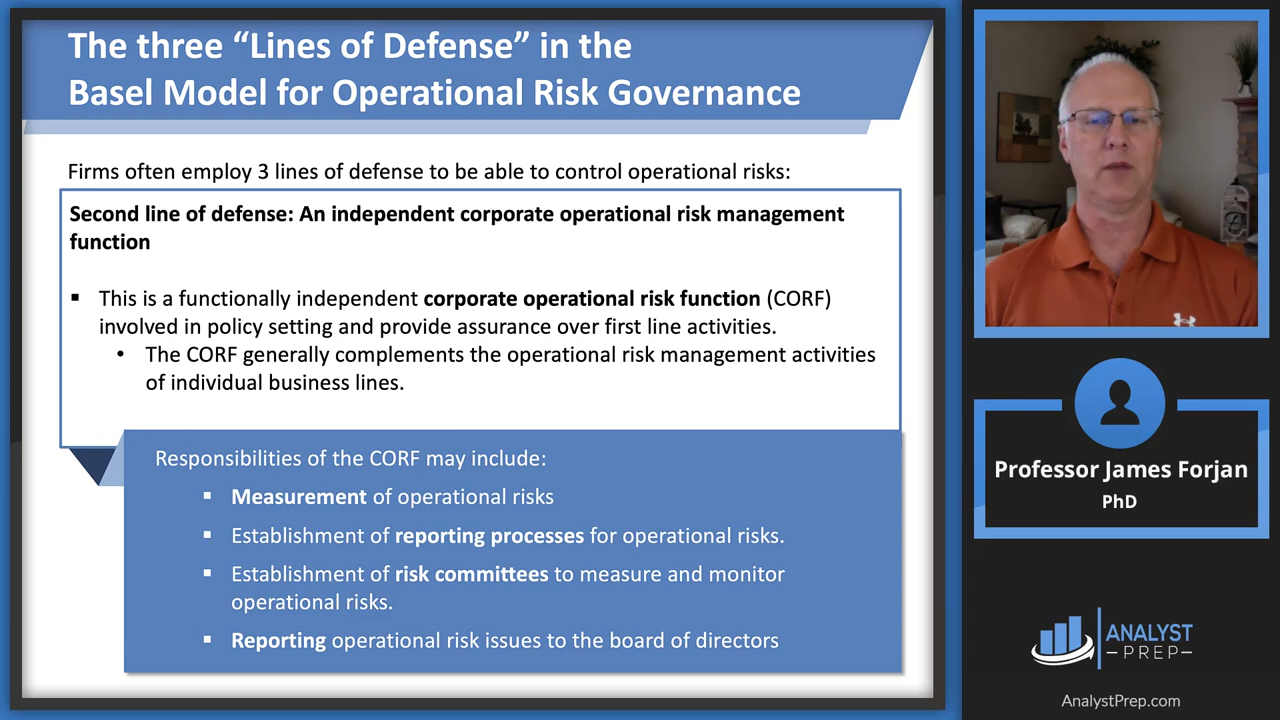 The three “Lines of Defense” in the
Basel Model for Operational Risk Governance
Firms often employ 3 lines of defense to be able to control operational risks:
Second line of defense: An independent corporate operational risk management
function
▪ This is a functionally independent corporate operational risk function (CORF)
involved in policy setting and provide assurance over first line activities.
• The CORF generally complements the operational risk management activities
of individual business lines.
Responsibilities of the CORF may include:
▪ Measurement of operational risks
▪ Establishment of reporting processes for operational risks.
▪ Establishment of risk committees to measure and monitor
operational risks.
▪ Reporting operational risk issues to the board of directors
Professor James Forjan
PhD
ANALYST
–PREP–
AnalystPrep.com